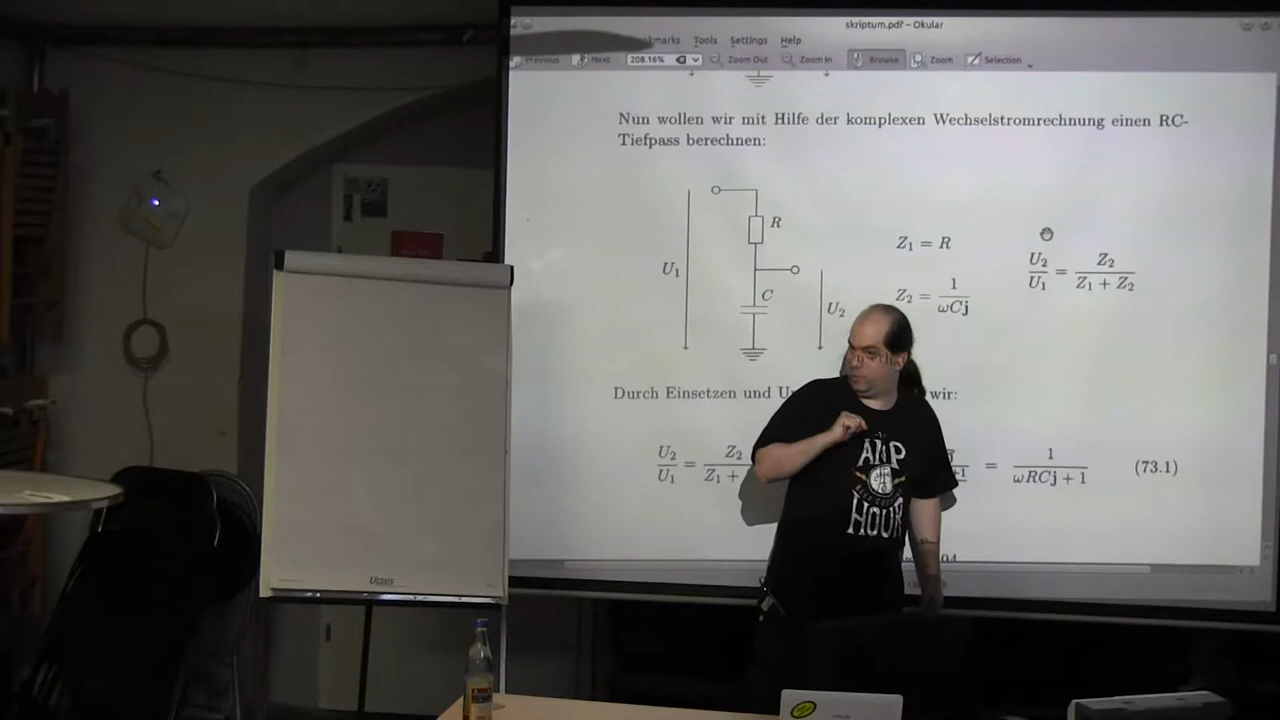 skriptum.pdf – Okular
Tools Settings Help
Previous Next 208.16% Zoom Out Zoom In Browse Zoom Selection
Nun wollen wir mit Hilfe der komplexen Wechselstromrechnung einen RC-
Tiefpass berechnen:
R
U₁
C
U₂
Z₁ = R
Z₂ = 1/(ωCj)
U₂/U₁ = Z₂/(Z₁ + Z₂)
Durch Einsetzen und wir:
U₂/U₁ = Z₂/(Z₁ +
= 1/(ωRCj + 1) (73.1)
AMP
HOUR